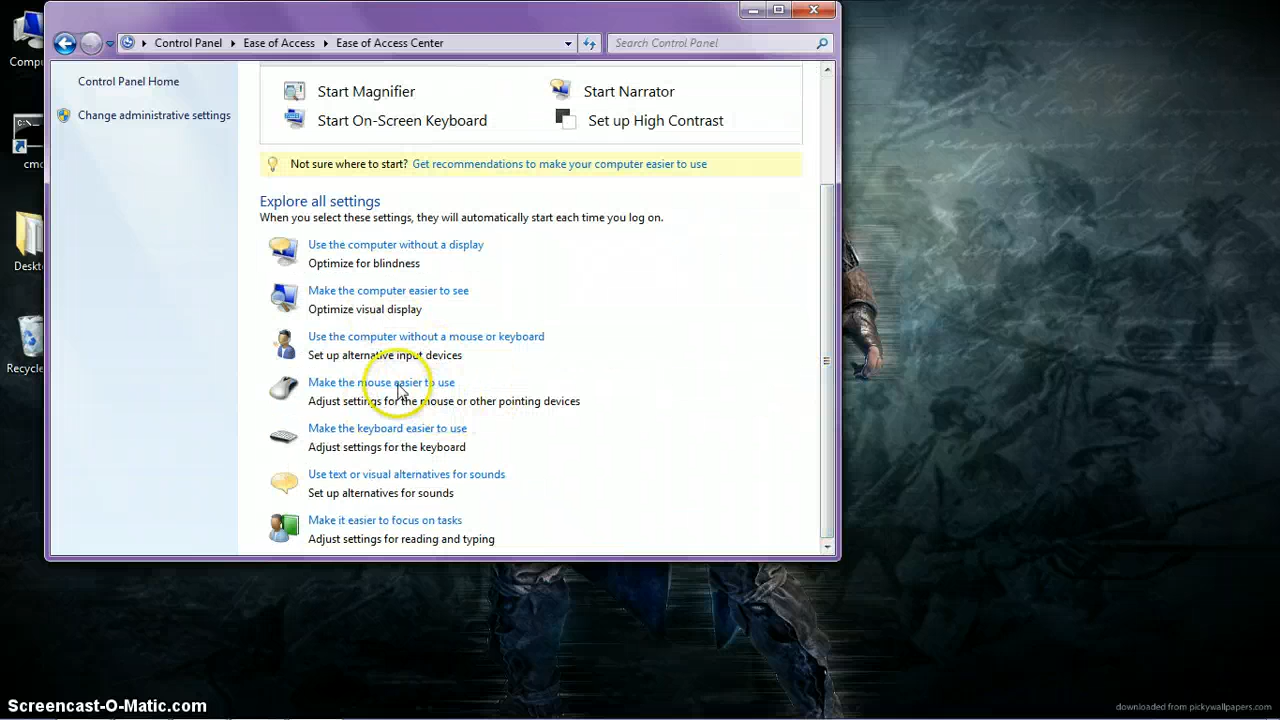 Control Panel Ease of Access Ease of Access Center
Search Control Panel
Control Panel Home
Change administrative settings
Start Magnifier
Start Narrator
Start On-Screen Keyboard
Set up High Contrast
Not sure where to start? Get recommendations to make your computer easier to use
Explore all settings
When you select these settings, they will automatically start each time you log on.
Use the computer without a display
Optimize for blindness
Make the computer easier to see
Optimize visual display
Use the computer without a mouse or keyboard
Set up alternative input devices
Make the mouse easier to use
Adjust settings for the mouse or other pointing devices
Make the keyboard easier to use
Adjust settings for the keyboard
Use text or visual alternatives for sounds
Set up alternatives for sounds
Make it easier to focus on tasks
Adjust settings for reading and typing
Compu
cm
Deskt
Recycle
Screencast-O-Matic.com
downloaded from pickywallpapers.com